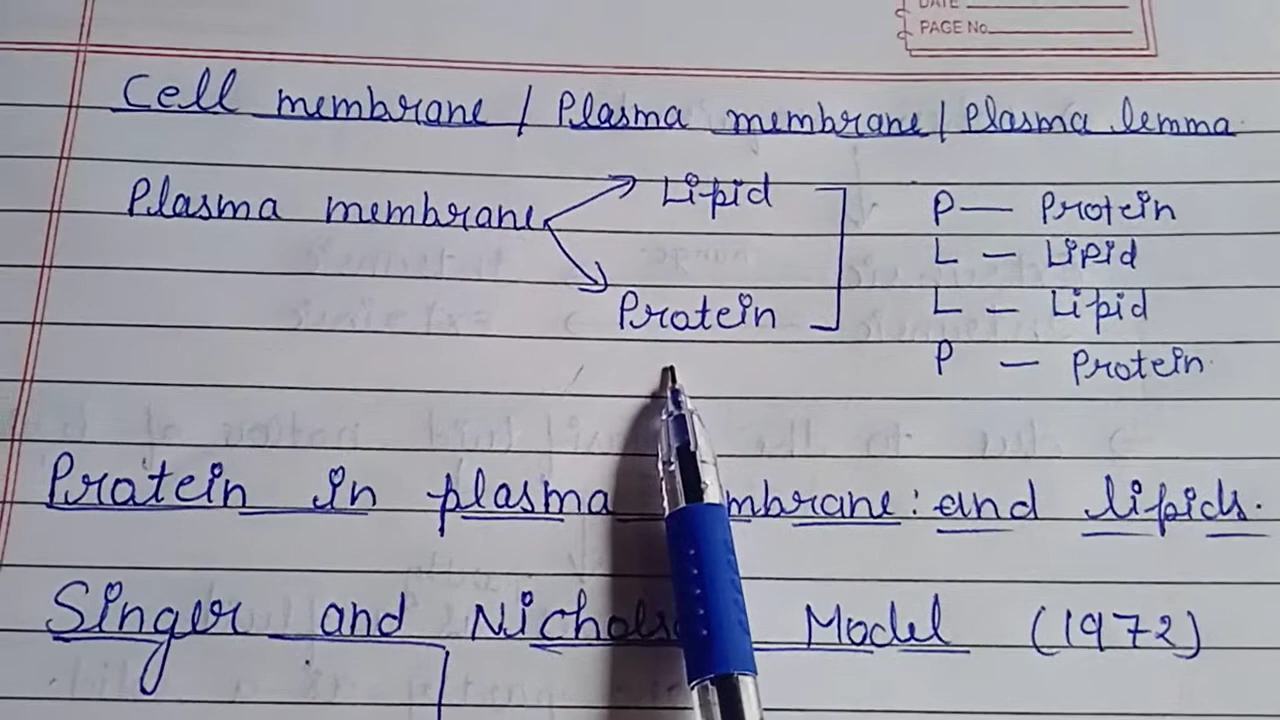 DATE
PAGE No.
Cell membrane / Plasma membrane / Plasma lemma
Plasma membrane
Lipid
Protein
P — Protein
L — Lipid
L — Lipid
P — Protein
Protein in plasma mbrane: and lipids.
Singer and Nichols Model (1972)